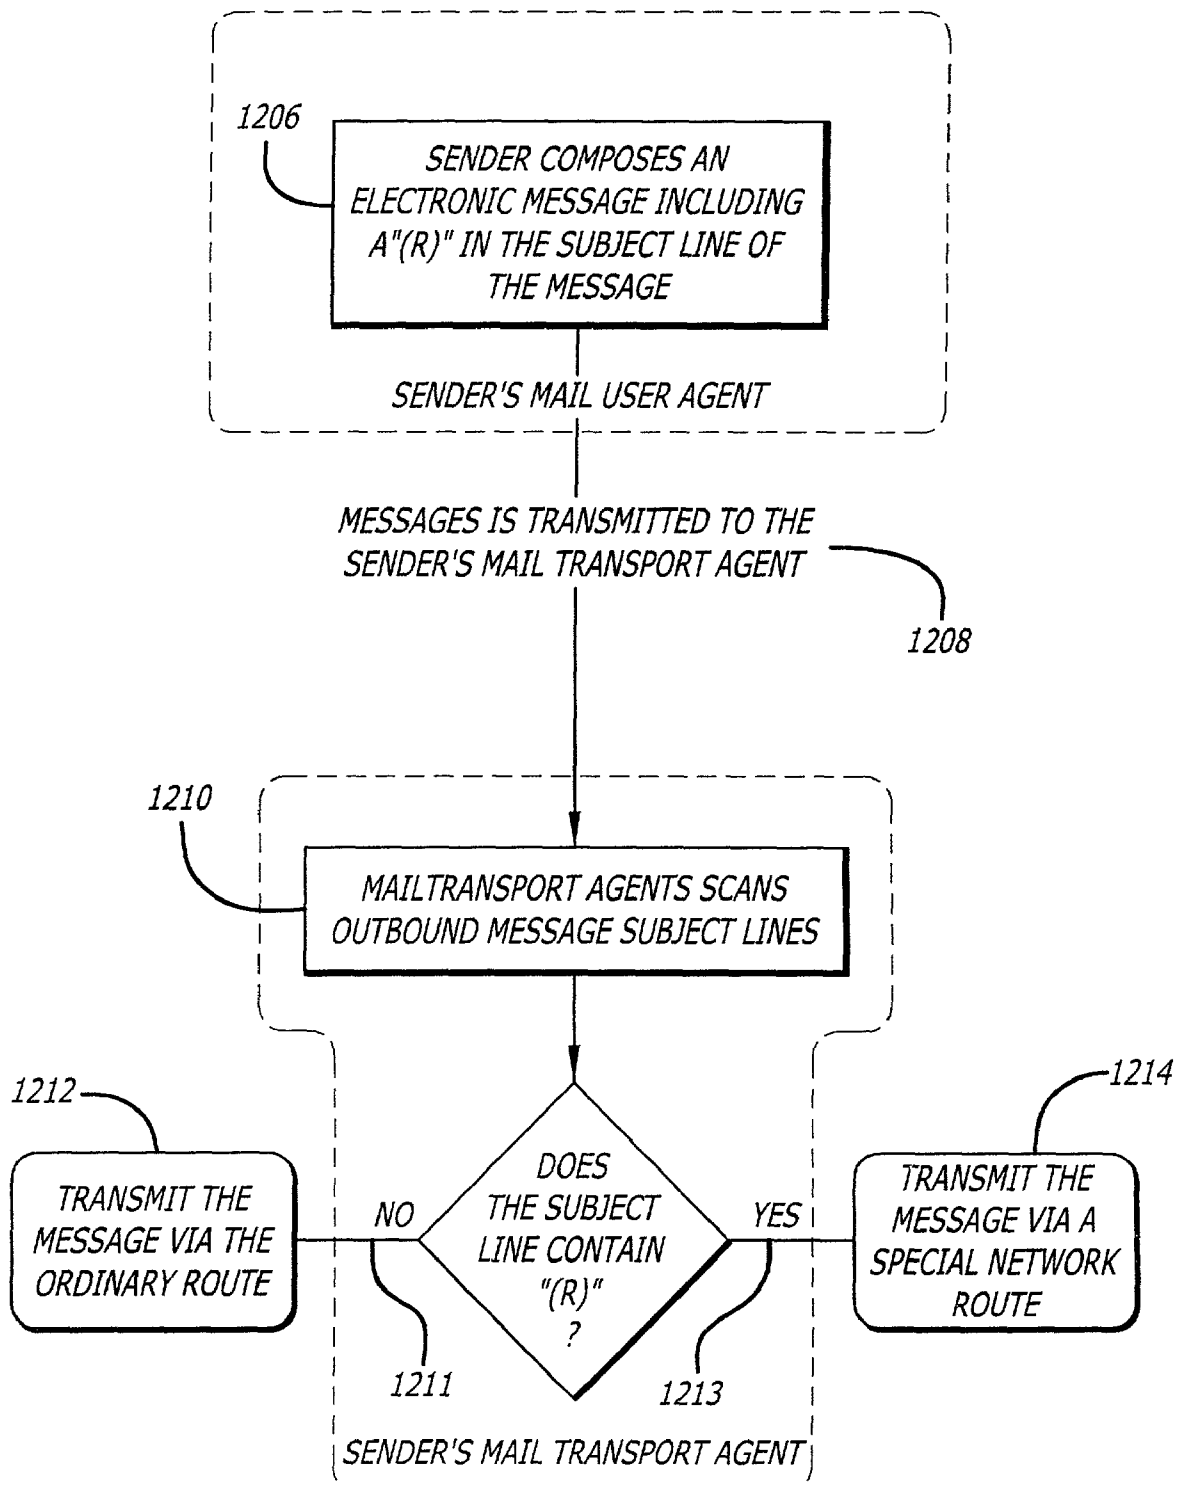 1206
SENDER COMPOSES AN
ELECTRONIC MESSAGE INCLUDING
A"(R)" IN THE SUBJECT LINE OF
THE MESSAGE
SENDER'S MAIL USER AGENT
MESSAGES IS TRANSMITTED TO THE
SENDER'S MAIL TRANSPORT AGENT
1208
1210
MAILTRANSPORT AGENTS SCANS
OUTBOUND MESSAGE SUBJECT LINES
1212
TRANSMIT THE
MESSAGE VIA THE
ORDINARY ROUTE
NO
1211
DOES
THE SUBJECT
LINE CONTAIN
"(R)"
?
YES
1213
1214
TRANSMIT THE
MESSAGE VIA A
SPECIAL NETWORK
ROUTE
SENDER'S MAIL TRANSPORT AGENT